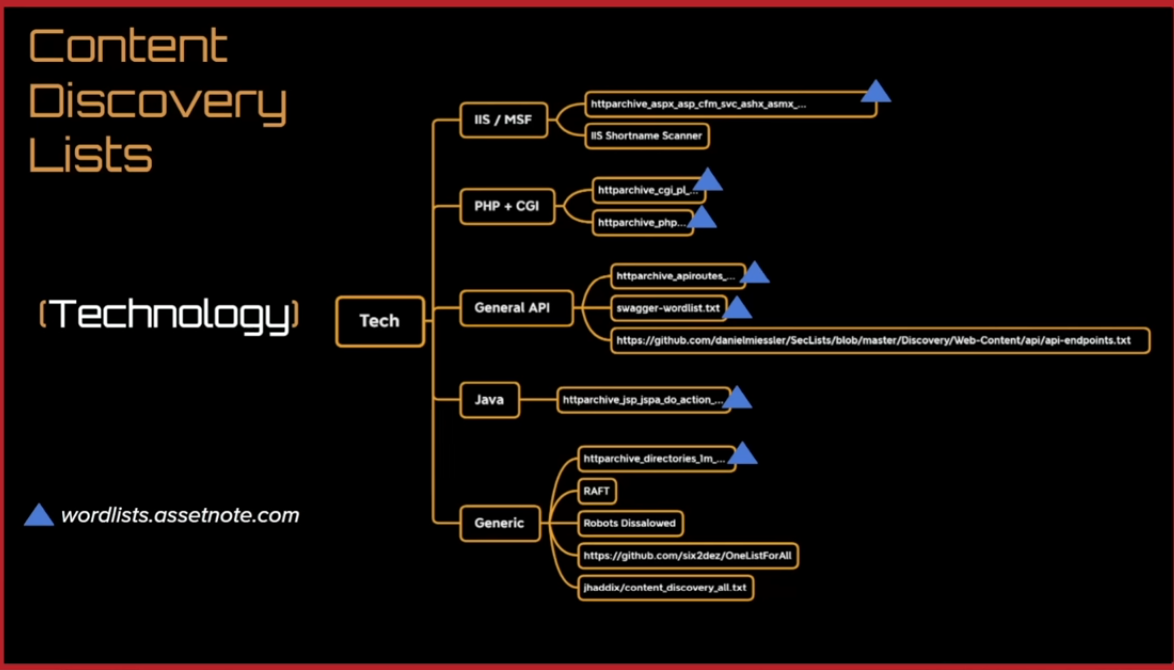 Content
Discovery
Lists
(Technology)
Tech
IIS / MSF
httparchive_aspx_asp_cfm_svc_ashx_asmx_...
IIS Shortname Scanner
PHP + CGI
httparchive_cgi_pl_...
httparchive_php...
General API
httparchive_apiroutes_...
swagger-wordlist.txt
https://github.com/danielmiessler/SecLists/blob/master/Discovery/Web-Content/api/api-endpoints.txt
Java
httparchive_jsp_jspa_do_action_...
Generic
httparchive_directories_1m_...
RAFT
Robots Dissalowed
https://github.com/six2dez/OneListForAll
jhaddix/content_discovery_all.txt
wordlists.assetnote.com